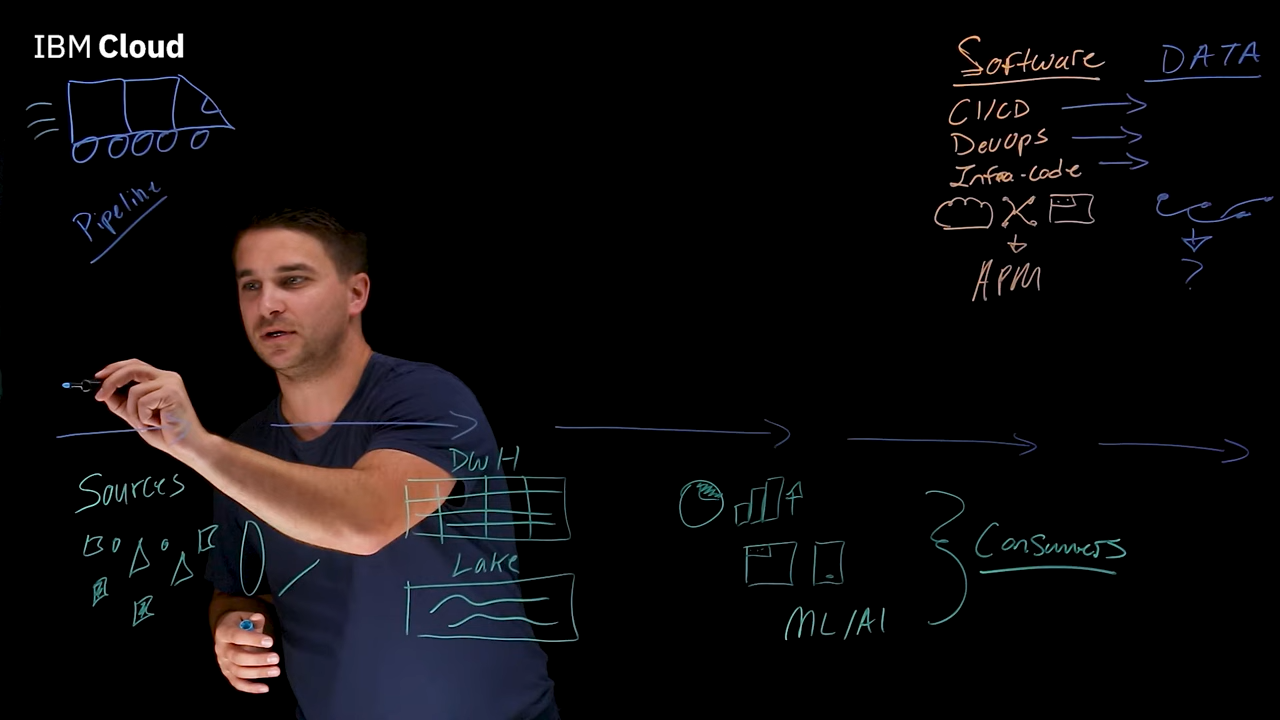 IBM Cloud
Pipeline
Software
DATA
CI/CD
DevOps
Infra-code
APM
?
Sources
DWH
Lake
ML/AI
Consumers